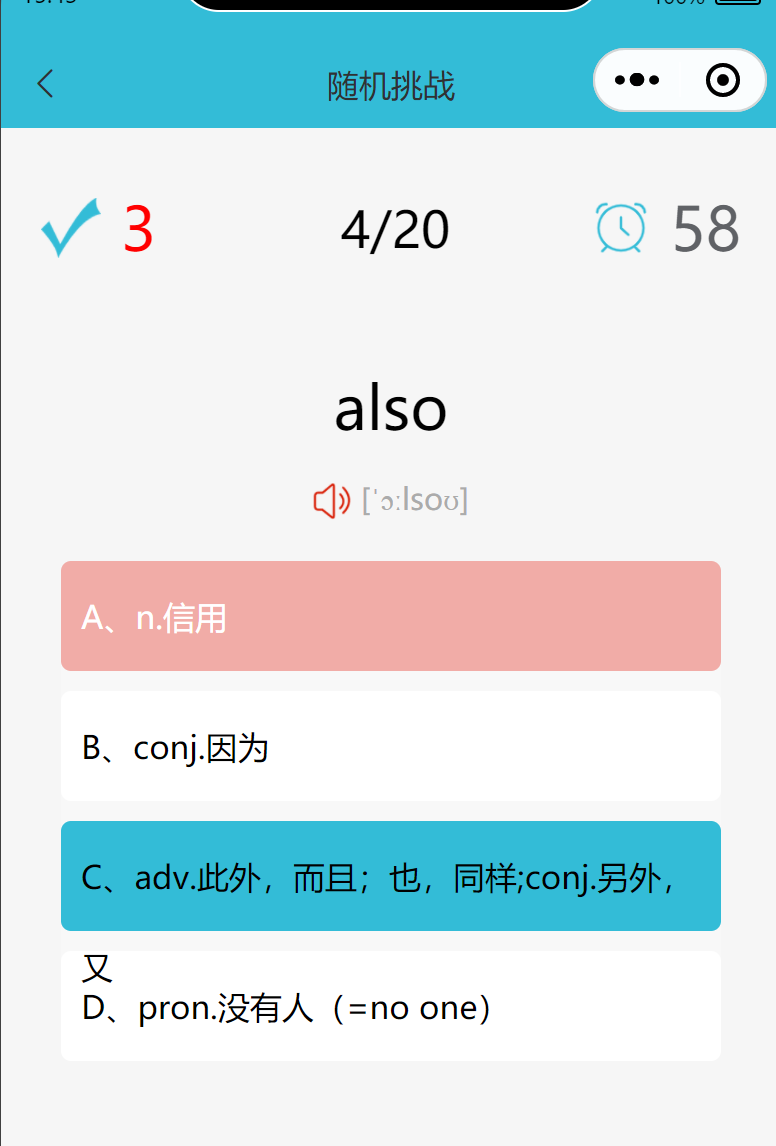 随机挑战
3
4/20
58
also
[ˈɔːlsoʊ]
A、n.信用
B、conj.因为
C、adv.此外，而且；也，同样;conj.另外，
又
D、pron.没有人（=no one）